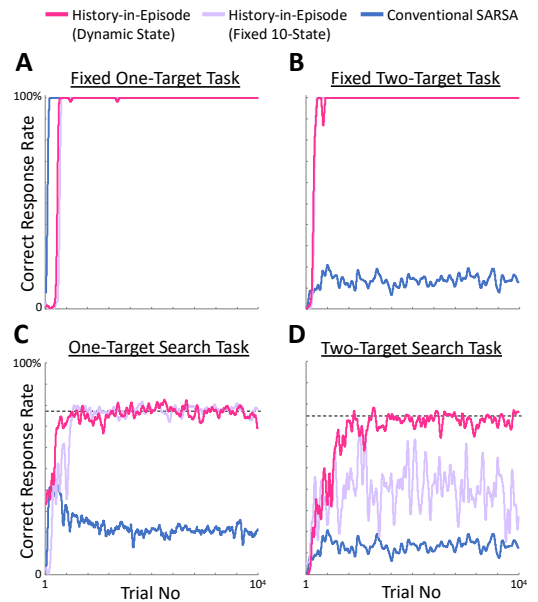 History-in-Episode
(Dynamic State)
History-in-Episode
(Fixed 10-State)
Conventional SARSA
A
Fixed One-Target Task
B
Fixed Two-Target Task
100%
Correct Response Rate
0
C
One-Target Search Task
D
Two-Target Search Task
100%
Correct Response Rate
0
1
Trial No
10⁴
1
Trial No
10⁴